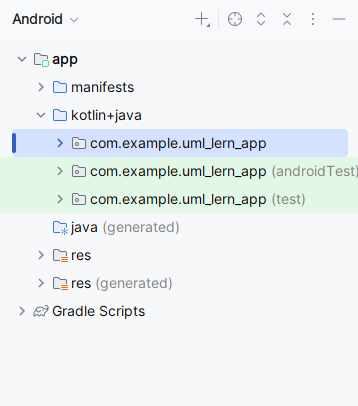 Android
app
manifests
kotlin+java
com.example.uml_lern_app
com.example.uml_lern_app (androidTest)
com.example.uml_lern_app (test)
java (generated)
res
res (generated)
Gradle Scripts